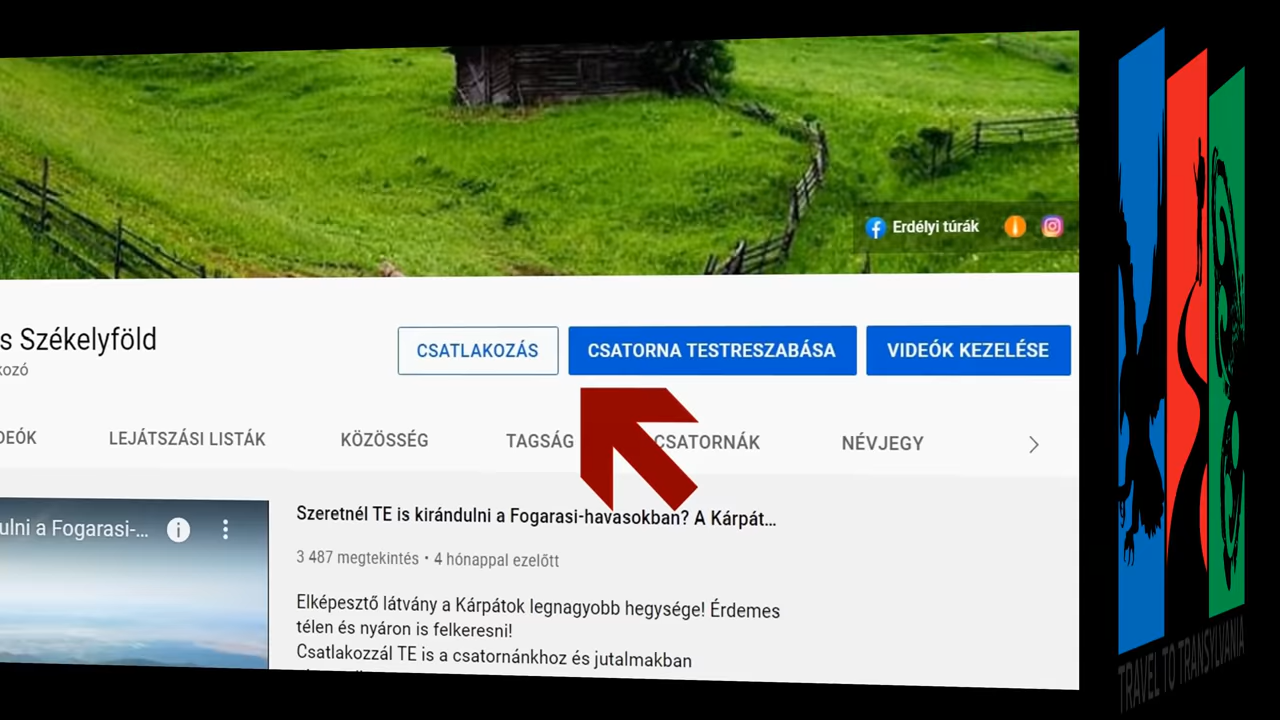 Erdélyi túrák
s Székelyföld
CSATLAKOZÁS
CSATORNA TESTRESZABÁSA
VIDEÓK KEZELÉSE
LEJÁTSZÁSI LISTÁK
KÖZÖSSÉG
TAGSÁG
CSATORNÁK
NÉVJEGY
ulni a Fogarasi-...
Szeretnél TE is kirándulni a Fogarasi-havasokban? A Kárpát...
3 487 megtekintés • 4 hónappal ezelőtt
Elképesztő látvány a Kárpátok legnagyobb hegysége! Érdemes
télen és nyáron is felkeresni!
Csatlakozzál TE is a csatornánkhoz és jutalmakban
TRAVEL TO TRANSYLVANIA